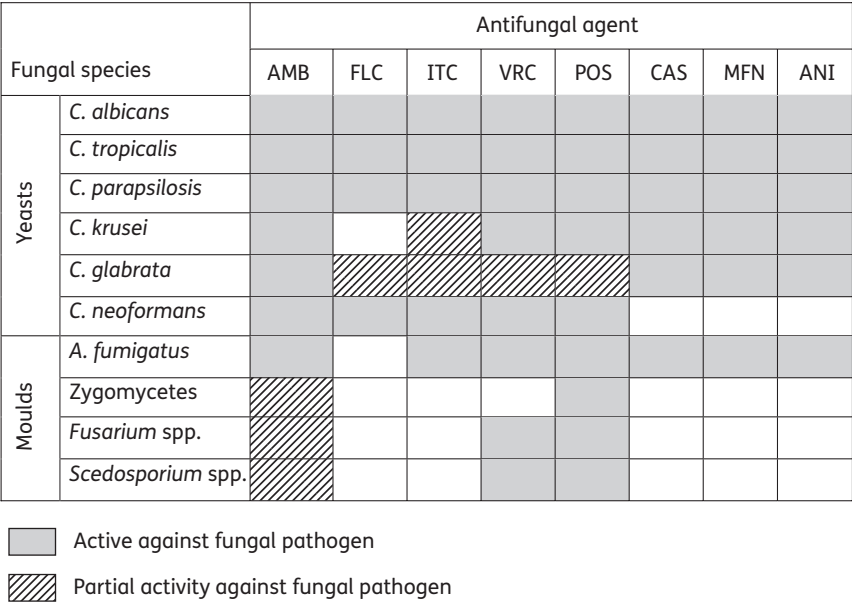 Antifungal agent
Fungal species AMB FLC ITC VRC POS CAS MFN ANI
Yeasts
C. albicans
C. tropicalis
C. parapsilosis
C. krusei
C. glabrata
C. neoformans
Moulds
A. fumigatus
Zygomycetes
Fusarium spp.
Scedosporium spp.
Active against fungal pathogen
Partial activity against fungal pathogen